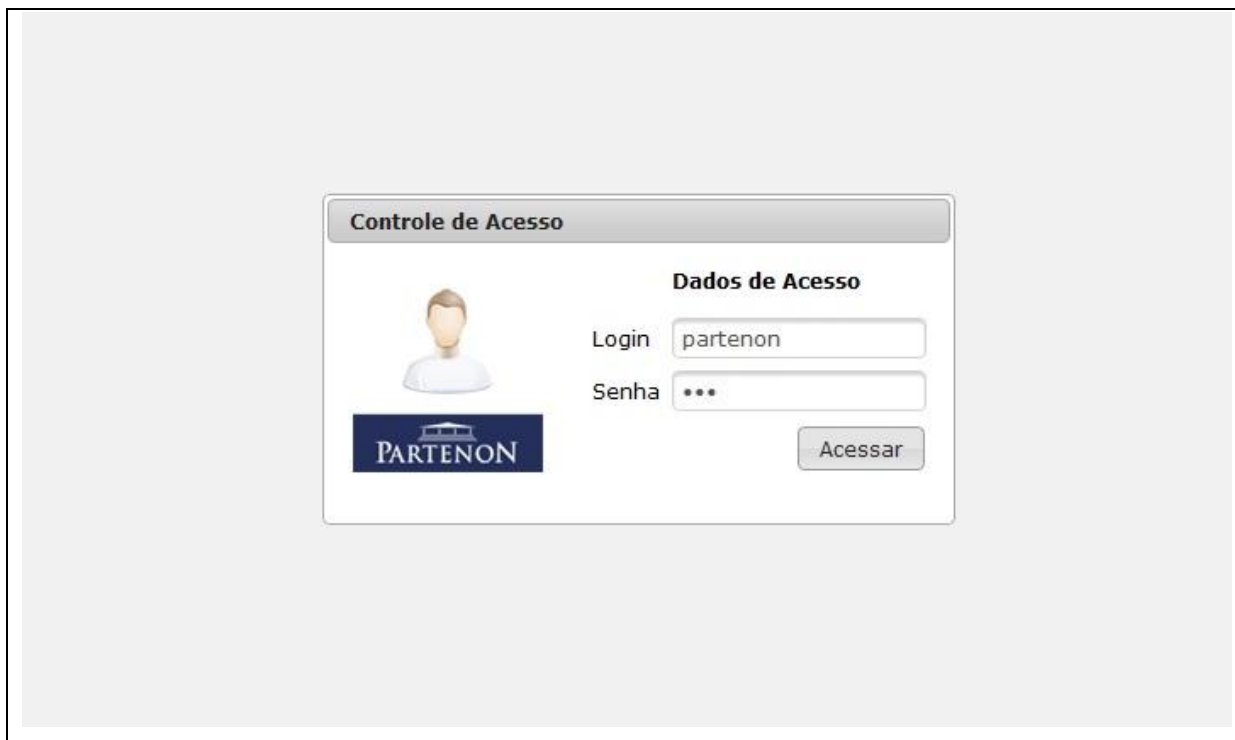 Controle de Acesso
Dados de Acesso
Login partenon
Senha •••
PARTENON
Acessar